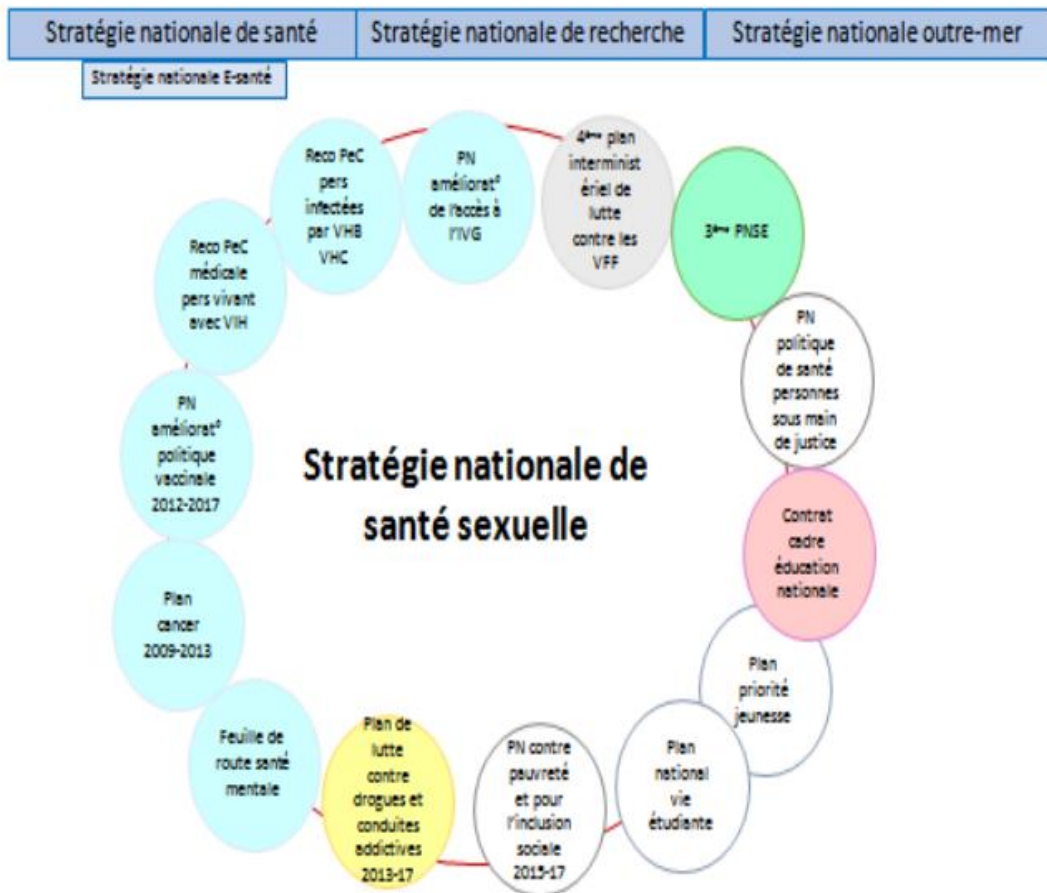 Stratégie nationale de santé
Stratégie nationale de recherche
Stratégie nationale outre-mer
Stratégie nationale E-santé
Reco PeC
pers
infectées
par VHB
VHC
PN
améliorat°
de l'accès à
l'IVG
4ème plan
interminist
ériel de
lutte
contre les
VFF
3ème PNSE
PN
politique
de santé
personnes
sous main
de justice
Contrat
cadre
éducation
nationale
Plan
priorité
jeunesse
Plan
national
vie
étudiante
PN contre
pauvreté
et pour
l'inclusion
sociale
2015-17
Plan de
lutte
contre
drogues et
conduites
addictives
2013-17
Feuille de
route santé
mentale
Plan
cancer
2009-2013
PN
améliorat°
politique
vaccinale
2012-2017
Reco PeC
médicale
pers vivant
avec VIH
Stratégie nationale de
santé sexuelle